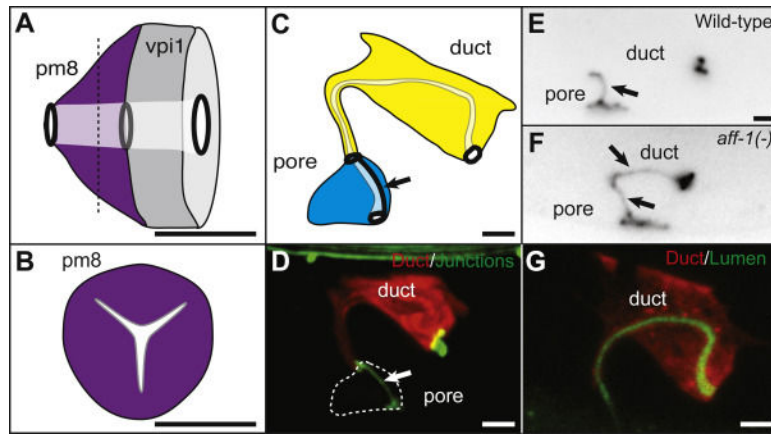 A
pm8
vpi1
B
pm8
C
duct
pore
D
Duct/Junctions
duct
pore
E
Wild-type
duct
pore
F
aff-1(-)
duct
pore
G
Duct/Lumen
duct